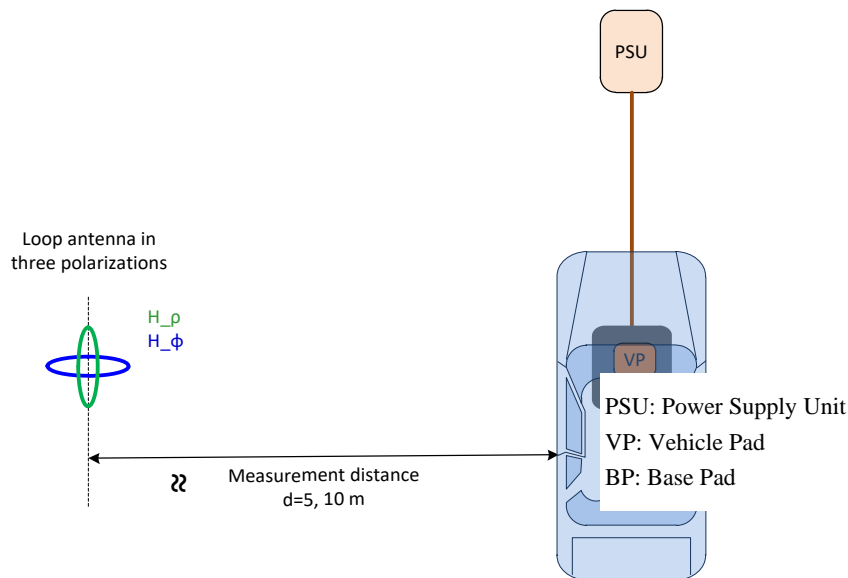 PSU
Loop antenna in
three polarizations
H_ρ
H_ϕ
VP
PSU: Power Supply Unit
VP: Vehicle Pad
BP: Base Pad
Measurement distance
d=5, 10 m